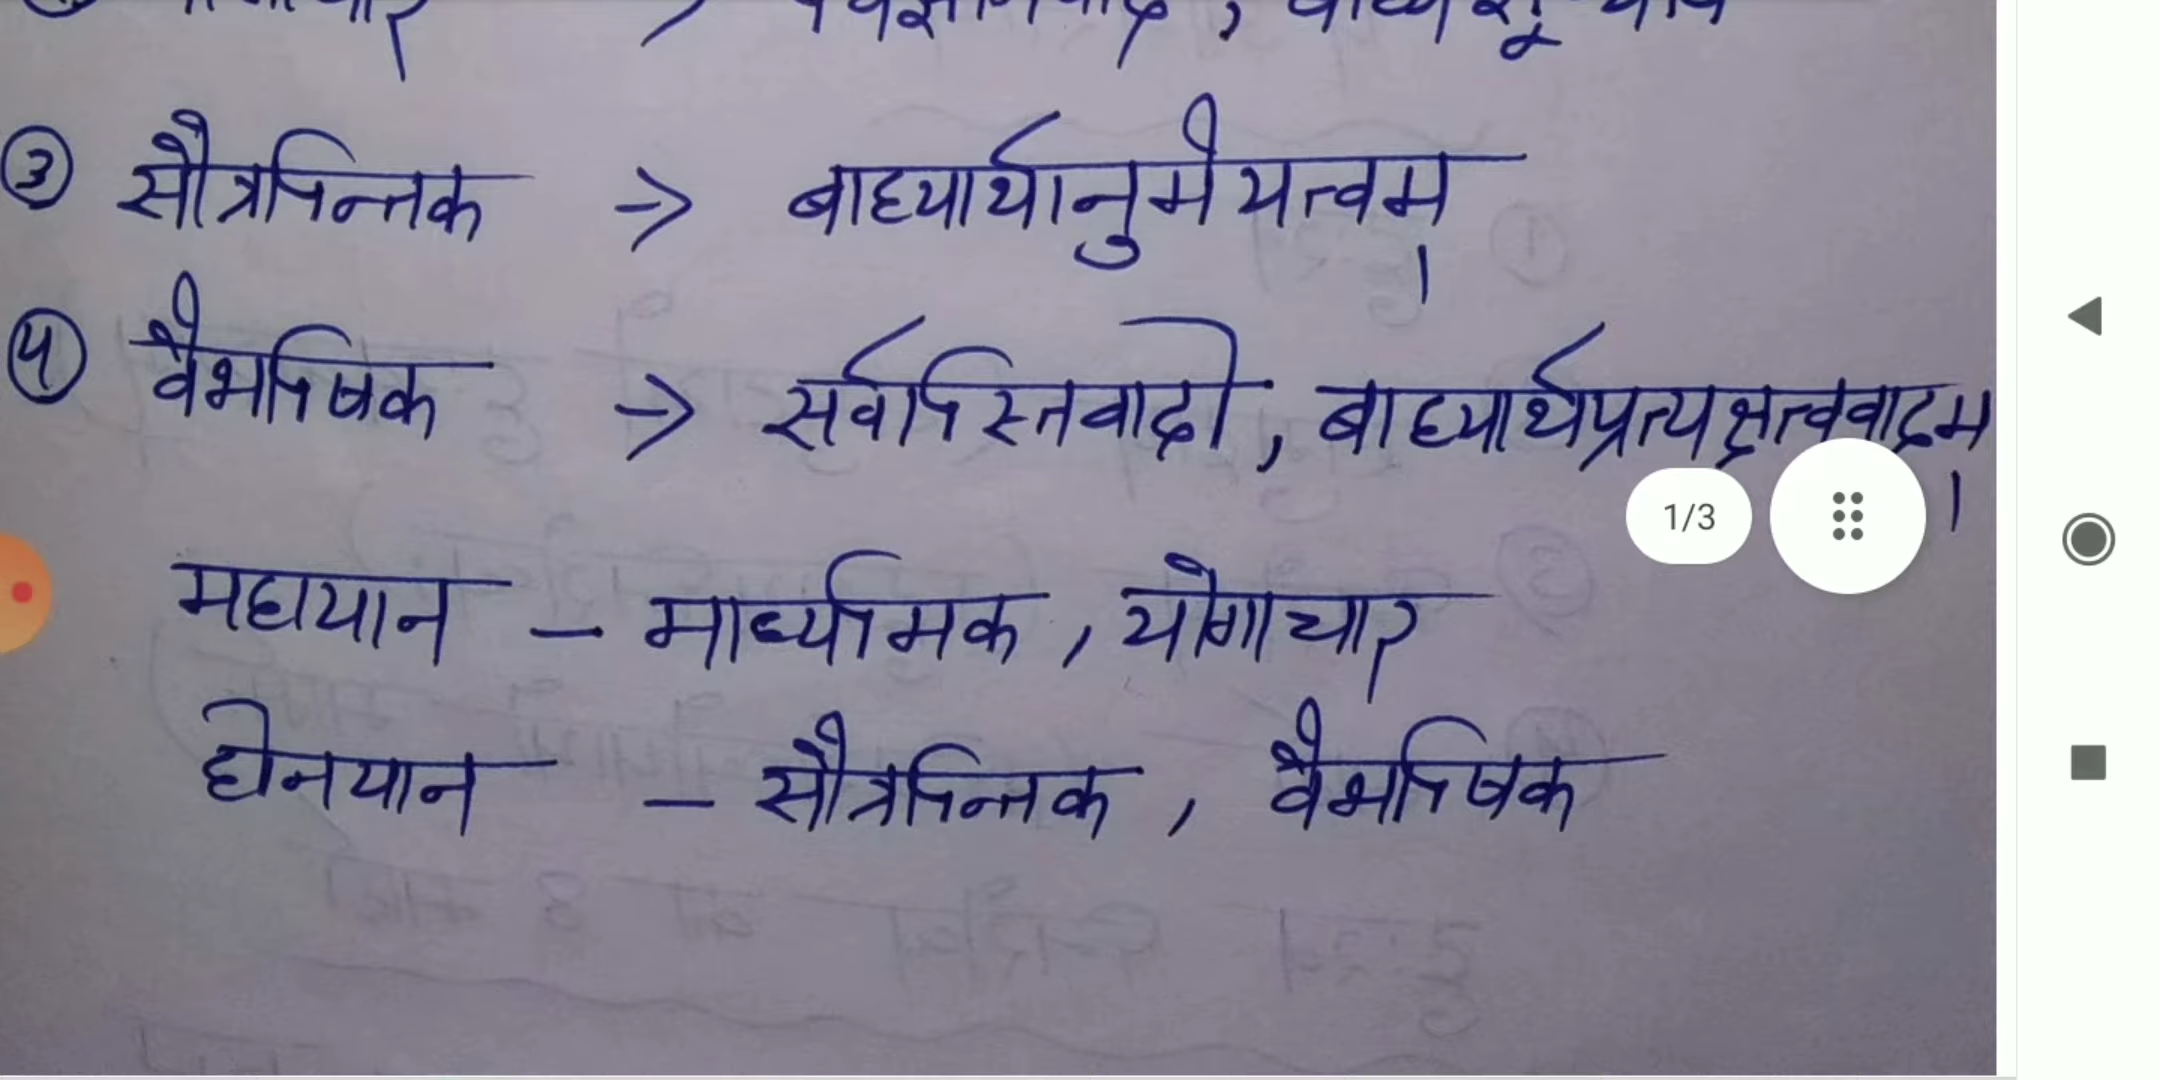 ③ सौत्रान्तिक -> बाह्यार्थानुमेयत्वम।
④ वैभाषिक -> सर्वास्तिवादी, बाह्यार्थप्रत्यक्षत्ववादम।
1/3
महायान - माध्यमिक, योगाचार
हीनयान - सौत्रान्तिक, वैभाषिक